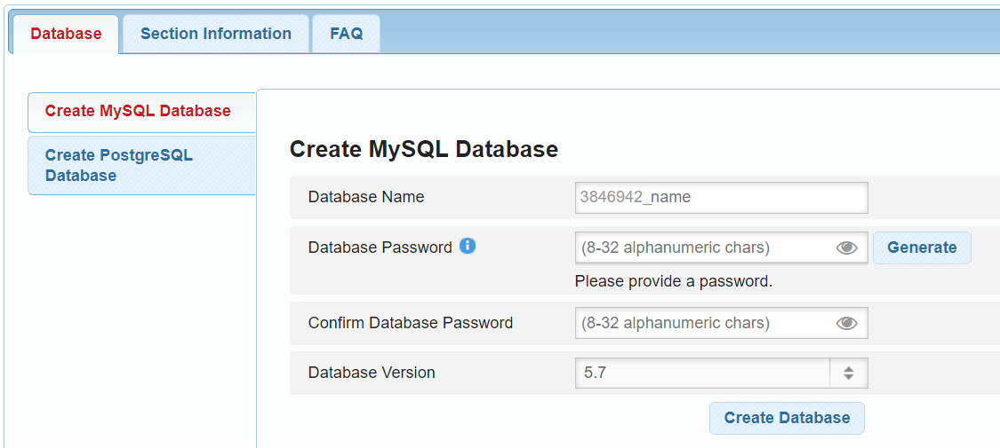 Database
Section Information
FAQ
Create MySQL Database
Create PostgreSQL
Database
Create MySQL Database
Database Name
3846942_name
Database Password
(8-32 alphanumeric chars)
Generate
Please provide a password.
Confirm Database Password
(8-32 alphanumeric chars)
Database Version
5.7
Create Database